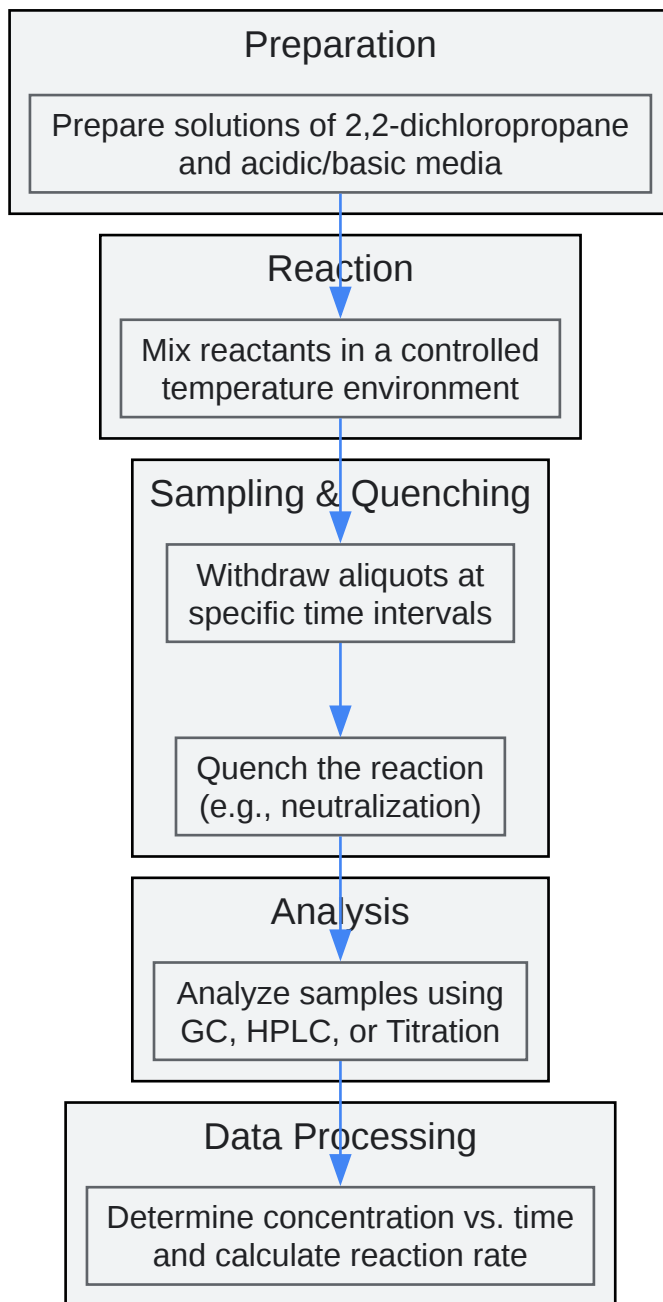 Preparation
Prepare solutions of 2,2-dichloropropane
and acidic/basic media
Reaction
Mix reactants in a controlled
temperature environment
Sampling & Quenching
Withdraw aliquots at
specific time intervals
Quench the reaction
(e.g., neutralization)
Analysis
Analyze samples using
GC, HPLC, or Titration
Data Processing
Determine concentration vs. time
and calculate reaction rate